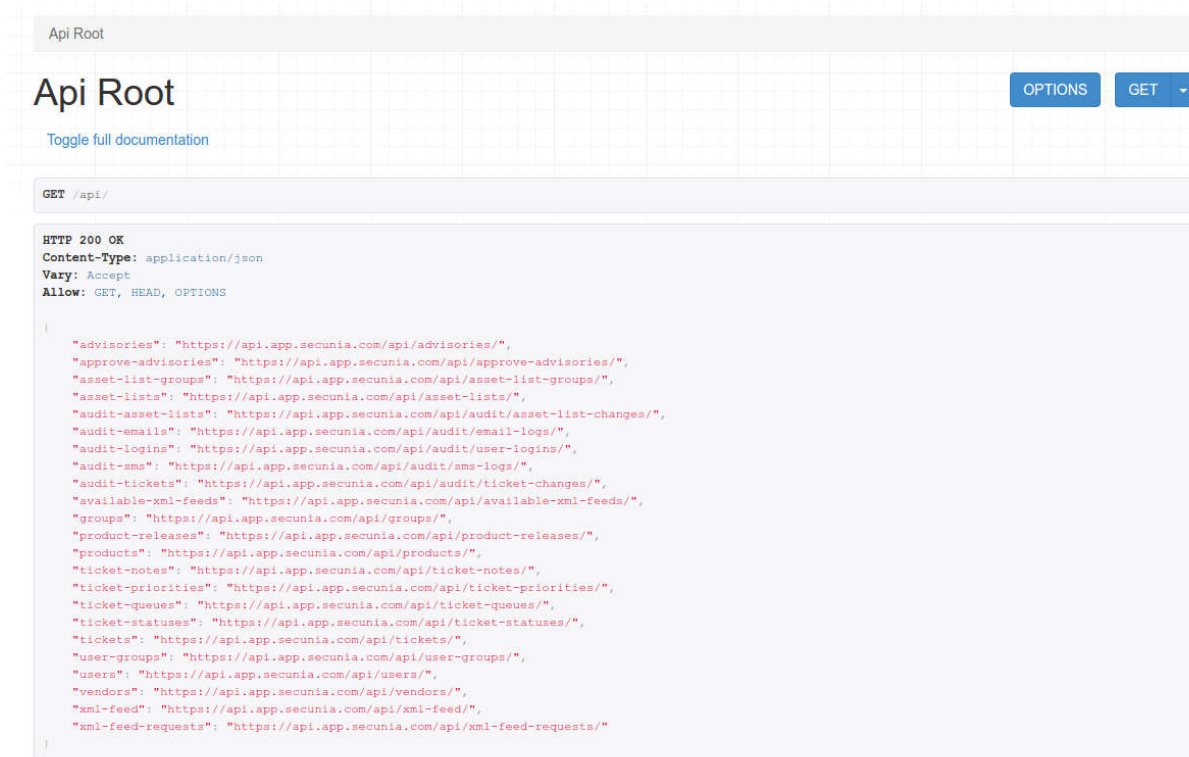 Api Root
Api Root
OPTIONS
GET
Toggle full documentation
GET /api/
HTTP 200 OK
Content-Type: application/json
Vary: Accept
Allow: GET, HEAD, OPTIONS
{
"advisories": "https://api.app.secunia.com/api/advisories/",
"approve-advisories": "https://api.app.secunia.com/api/approve-advisories/",
"asset-list-groups": "https://api.app.secunia.com/api/asset-list-groups/",
"asset-lists": "https://api.app.secunia.com/api/asset-lists/",
"audit-asset-lists": "https://api.app.secunia.com/api/audit/asset-list-changes/",
"audit-emails": "https://api.app.secunia.com/api/audit/email-logs/",
"audit-logins": "https://api.app.secunia.com/api/audit/user-logins/",
"audit-sms": "https://api.app.secunia.com/api/audit/sms-logs/",
"audit-tickets": "https://api.app.secunia.com/api/audit/ticket-changes/",
"available-xml-feeds": "https://api.app.secunia.com/api/available-xml-feeds/",
"groups": "https://api.app.secunia.com/api/groups/",
"product-releases": "https://api.app.secunia.com/api/product-releases/",
"products": "https://api.app.secunia.com/api/products/",
"ticket-notes": "https://api.app.secunia.com/api/ticket-notes/",
"ticket-priorities": "https://api.app.secunia.com/api/ticket-priorities/",
"ticket-queues": "https://api.app.secunia.com/api/ticket-queues/",
"ticket-statuses": "https://api.app.secunia.com/api/ticket-statuses/",
"tickets": "https://api.app.secunia.com/api/tickets/",
"user-groups": "https://api.app.secunia.com/api/user-groups/",
"users": "https://api.app.secunia.com/api/users/",
"vendors": "https://api.app.secunia.com/api/vendors/",
"xml-feed": "https://api.app.secunia.com/api/xml-feed/",
"xml-feed-requests": "https://api.app.secunia.com/api/xml-feed-requests/"
}